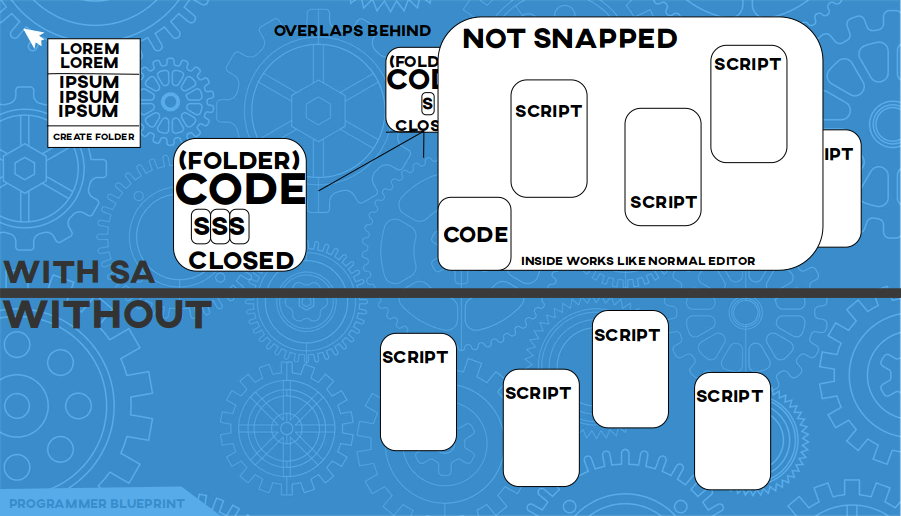 OVERLAPS BEHIND
LOREM
LOREM
IPSUM
IPSUM
IPSUM
CREATE FOLDER
(FOLDER)
CODE
S S S
CLOSED
(FOLD
COD
S
CLOS
NOT SNAPPED
SCRIPT
SCRIPT
SCRIPT
IPT
CODE
INSIDE WORKS LIKE NORMAL EDITOR
WITH SA
WITHOUT
SCRIPT
SCRIPT
SCRIPT
SCRIPT
PROGRAMMER BLUEPRINT